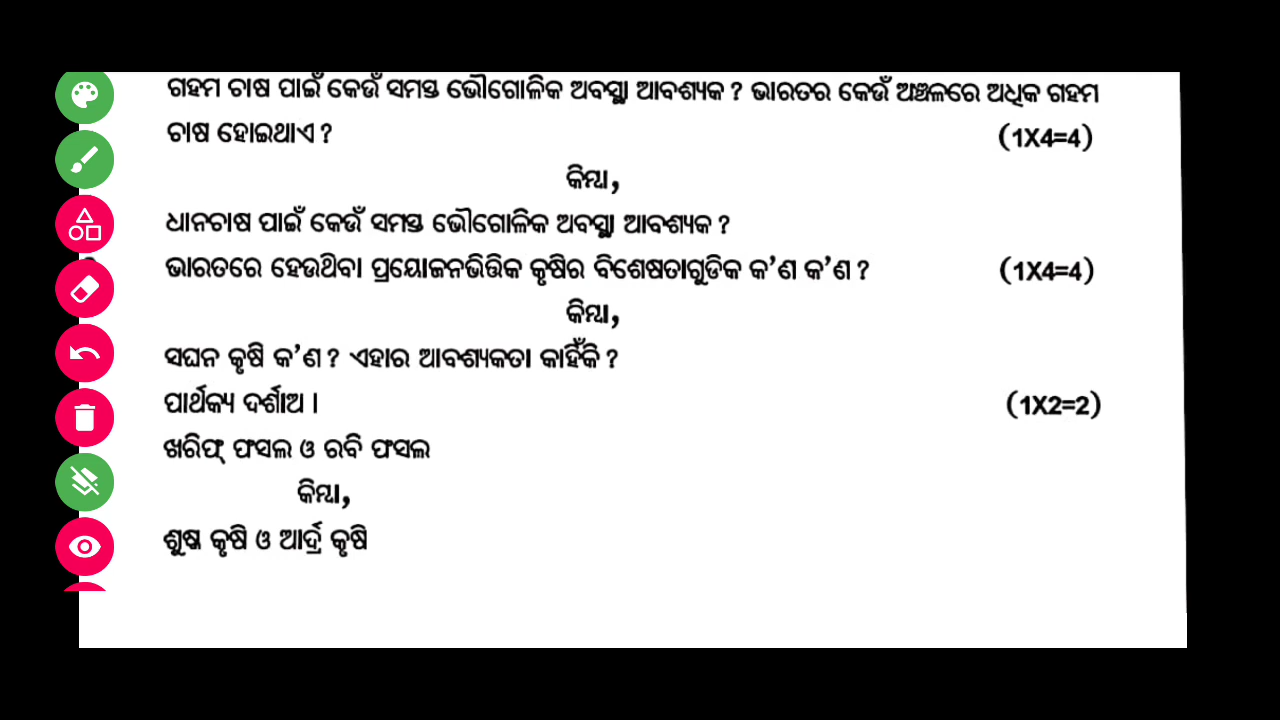 ଗହମ ଚାଷ ପାଇଁ କେଉଁ ସମସ୍ତ ଭୌଗୋଳିକ ଅବସ୍ଥା ଆବଶ୍ୟକ ? ଭାରତର କେଉଁ ଅଞ୍ଚଳରେ ଅଧିକ ଗହମ
ଚାଷ ହୋଇଥାଏ ? (1X4=4)
କିମ୍ବା,
ଧାନଚାଷ ପାଇଁ କେଉଁ ସମସ୍ତ ଭୌଗୋଳିକ ଅବସ୍ଥା ଆବଶ୍ୟକ ?
ଭାରତରେ ହେଉଥିବା ପ୍ରୟୋଜନଭିତ୍ତିକ କୃଷିର ବିଶେଷତାଗୁଡିକ କ’ଣ କ’ଣ ? (1X4=4)
କିମ୍ବା,
ସଘନ କୃଷି କ’ଣ ? ଏହାର ଆବଶ୍ୟକତା କାହିଁକି ?
ପାର୍ଥକ୍ୟ ଦର୍ଶାଅ । (1X2=2)
ଖରିଫ୍ ଫସଲ ଓ ରବି ଫସଲ
କିମ୍ବା,
ଶୁଷ୍କ କୃଷି ଓ ଆର୍ଦ୍ର କୃଷି